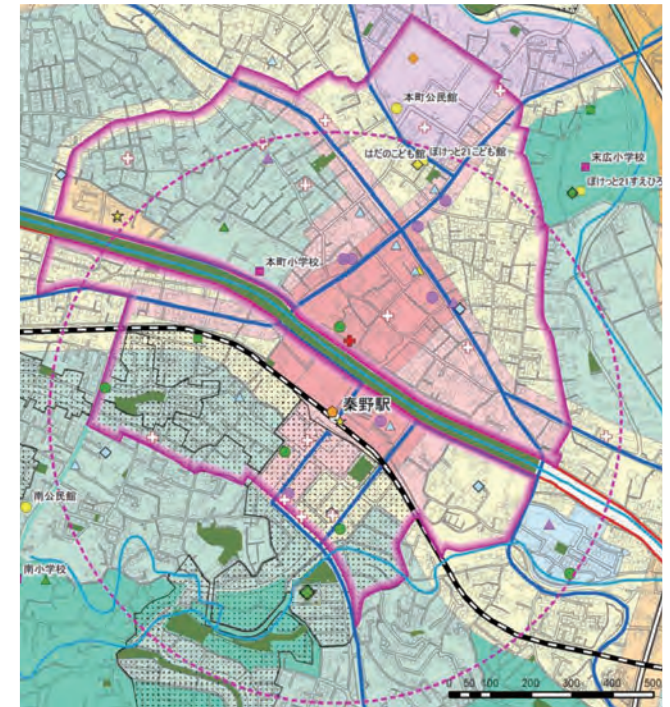 本町公民館
はだのこども館
ぽけっと21こども館
末広小学校
ぽけっと21すえひろ
本町小学校
秦野駅
南公民館
南小学校
0 50 100 200 300 400 500